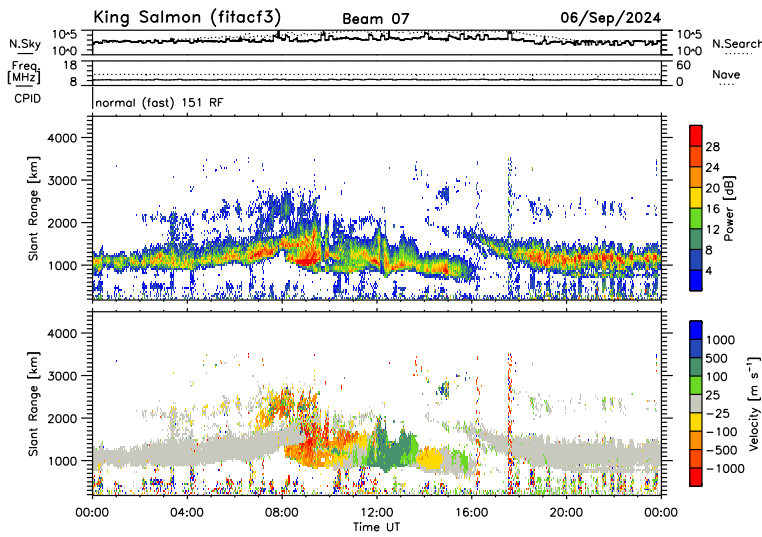 King Salmon (fitacf3)
Beam 07
06/Sep/2024
N.Sky
10^5
10^0
10^5
10^0
N.Search
Freq.
[MHz]
18
8
60
0
Nave
CPID
normal (fast) 151 RF
Slant Range [km]
4000
3000
2000
1000
28
24
20
16
12
8
4
Power [dB]
Slant Range [km]
4000
3000
2000
1000
1000
500
100
25
-25
-100
-500
-1000
Velocity [m s⁻¹]
00:00
04:00
08:00
12:00
16:00
20:00
00:00
Time UT